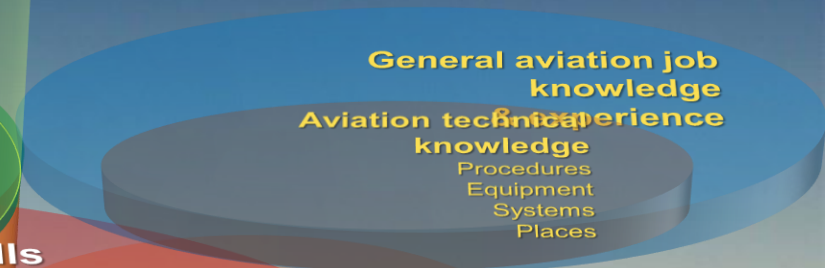 General aviation job
knowledge
& experience
Aviation technical
knowledge
Procedures
Equipment
Systems
Places
lls